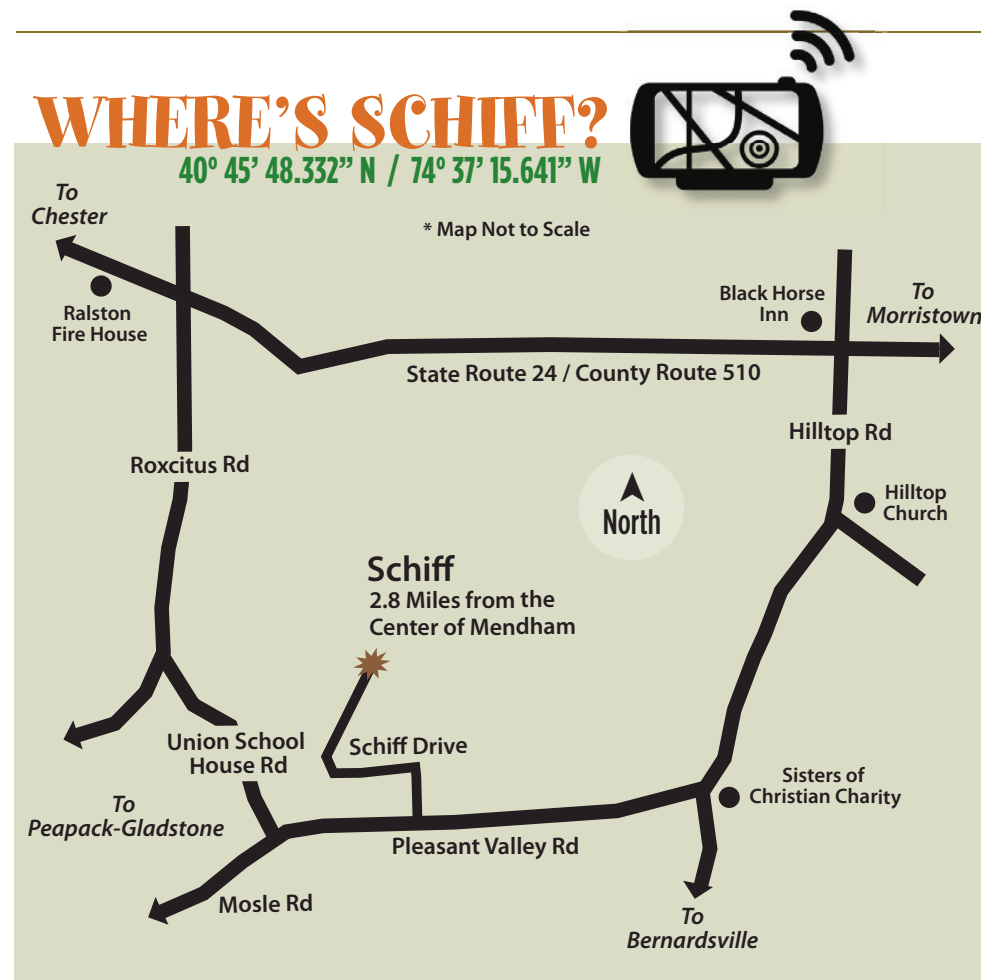 WHERE'S SCHIFF?
40º 45’ 48.332” N / 74º 37’ 15.641” W
To
Chester
* Map Not to Scale
Ralston
Fire House
Black Horse
Inn
To
Morristown
State Route 24 / County Route 510
Hilltop Rd
Roxcitus Rd
Hilltop
Church
North
Schiff
2.8 Miles from the
Center of Mendham
Union School
House Rd
Schiff Drive
Sisters of
Christian Charity
To
Peapack-Gladstone
Pleasant Valley Rd
Mosle Rd
To
Bernardsville